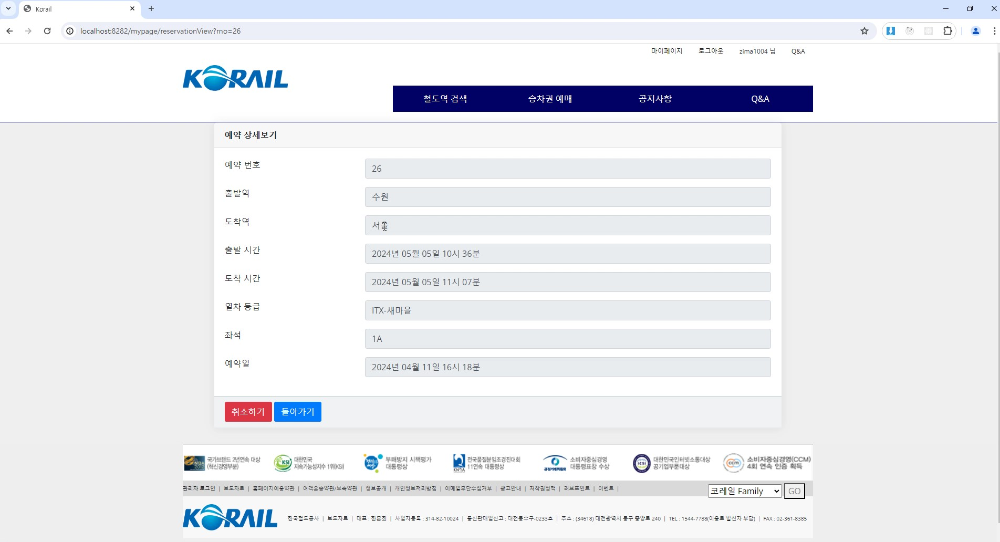 Korail
localhost:8282/mypage/reservationView?rno=26
마이페이지 로그아웃 zima1004 님 Q&A
KORAIL
철도역 검색 승차권 예매 공지사항 Q&A
예약 상세보기
예약 번호 26
출발역 수원
도착역 서울
출발 시간 2024년 05월 05일 10시 36분
도착 시간 2024년 05월 05일 11시 07분
열차 등급 ITX-새마을
좌석 1A
예약일 2024년 04월 11일 16시 18분
취소하기 돌아가기
NBA 2012 국가브랜드 2년연속 대상 (혁신경영부분)
KSI 대한민국 지속가능성지수 1위(KSI)
부패방지 시책평가 대통령상
전국품질분임조경진대회 11연속 대통령상
공정거래위원회 소비자중심경영 대통령표창 수상
ICSI 대한민국인터넷소통대상 공기업부문대상
ccm 소비자중심경영(CCM) 4회 연속 인증 획득
관리자 로그인 | 보도자료 | 홈페이지이용약관 | 여객운송약관/부속약관 | 정보공개 | 개인정보처리방침 | 이메일무단수집거부 | 광고안내 | 저작권정책 | 러브포인트 | 이벤트 |
코레일 Family GO
KORAIL
한국철도공사 | 보도자료 | 대표 : 한문희 | 사업자등록 : 314-82-10024 | 통신판매업신고 : 대전동수구-0233호 | 주소 : (34618) 대전광역시 동구 중앙로 240 | TEL : 1544-7788(이용료 발신자 부담) | FAX : 02-361-8385